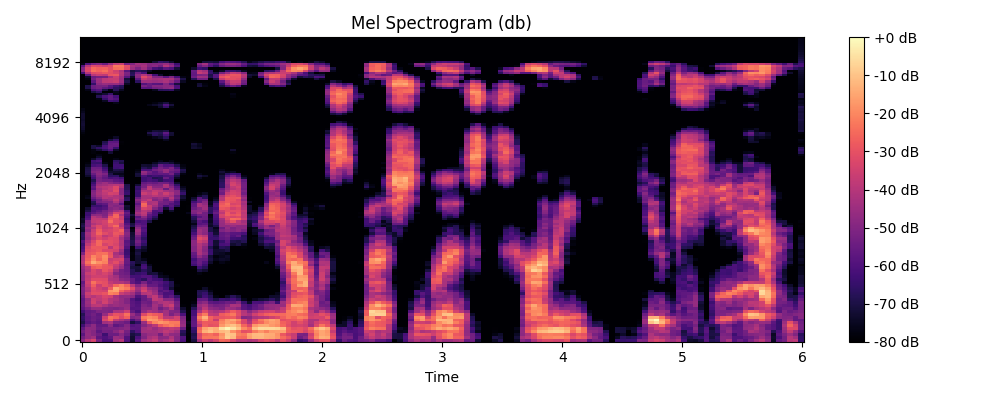 Mel Spectrogram (db)
8192
4096
2048
1024
512
0
Hz
0 1 2 3 4 5 6
Time
+0 dB
-10 dB
-20 dB
-30 dB
-40 dB
-50 dB
-60 dB
-70 dB
-80 dB